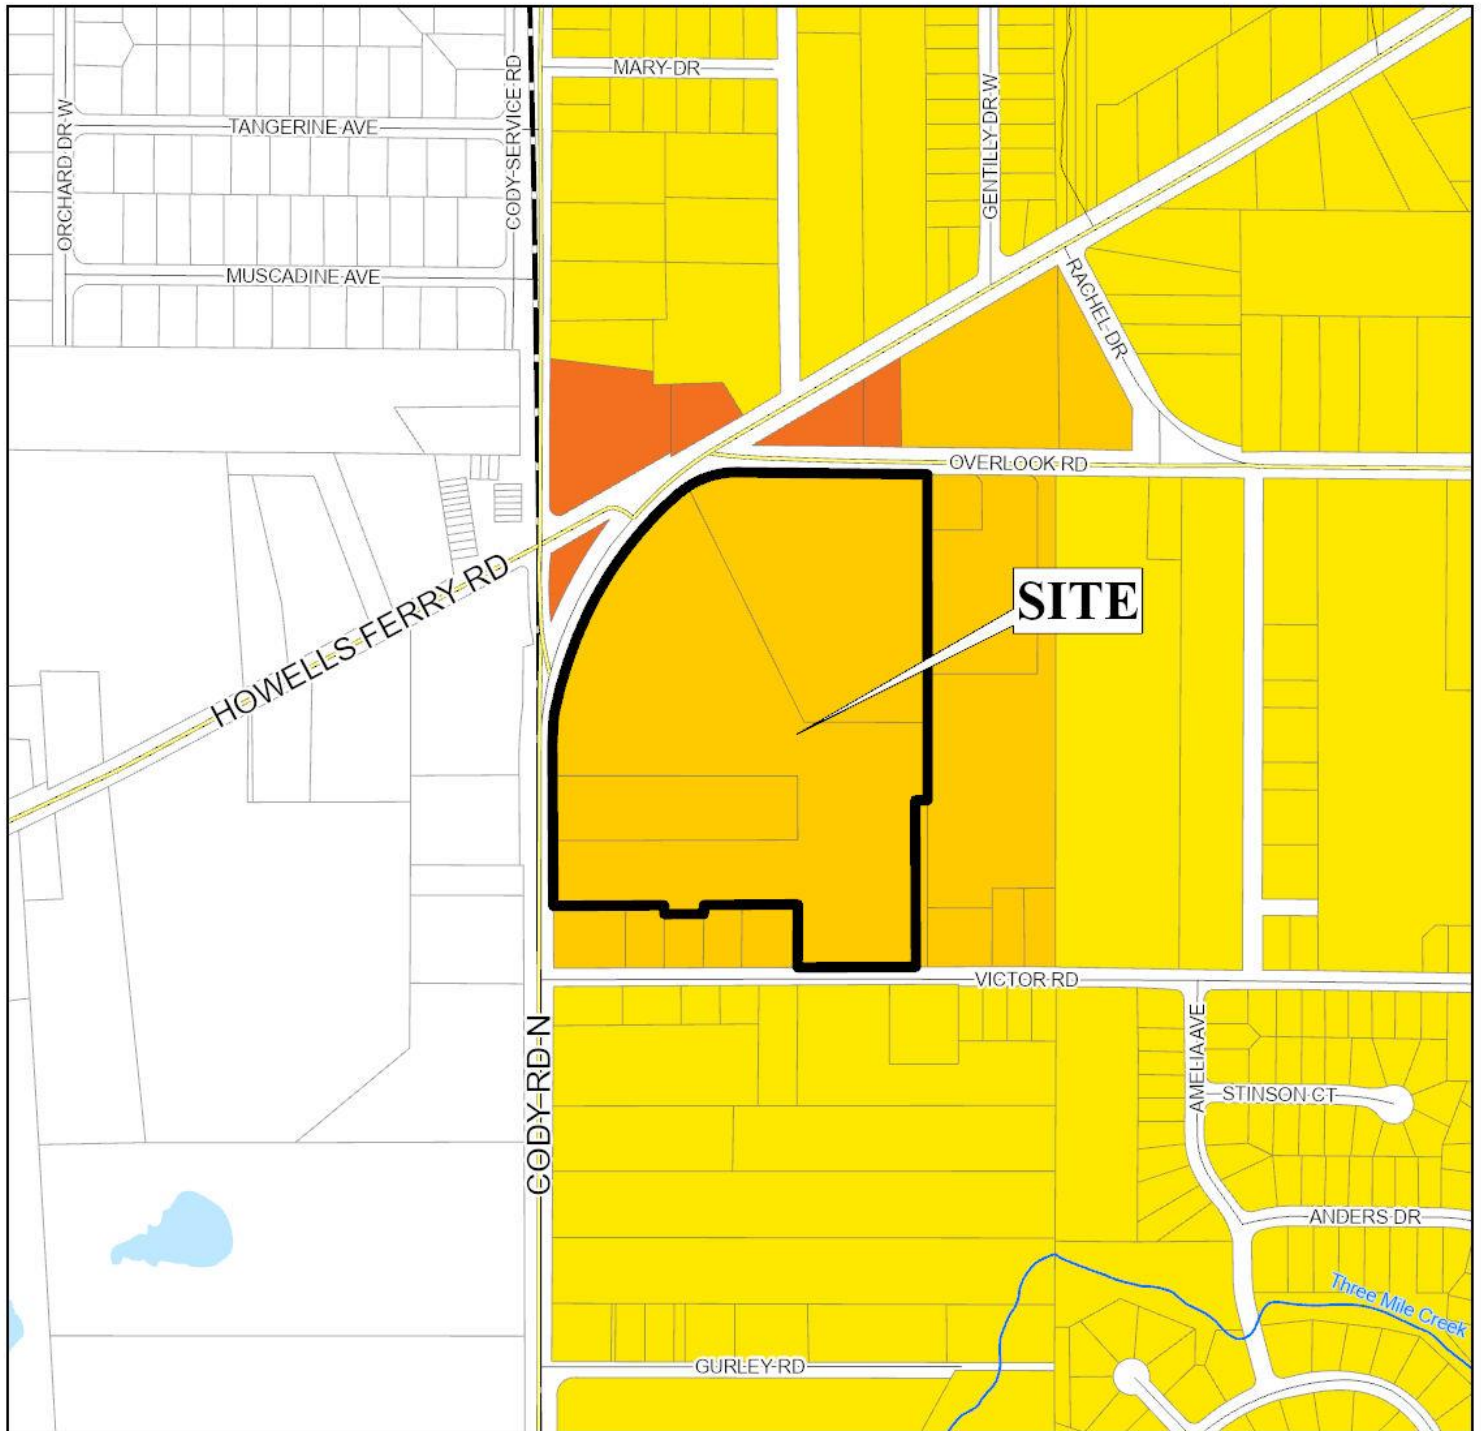 MARY DR
TANGERINE AVE
ORCHARD DR W
CODY SERVICE RD
GENTILLY DR W
MUSCADINE AVE
RACHEL DR
OVERLOOK RD
SITE
HOWELLS FERRY RD
VICTOR RD
CODY RD N
AMELIA AVE
STINSON CT
ANDERS DR
Three Mile Creek
GURLEY RD